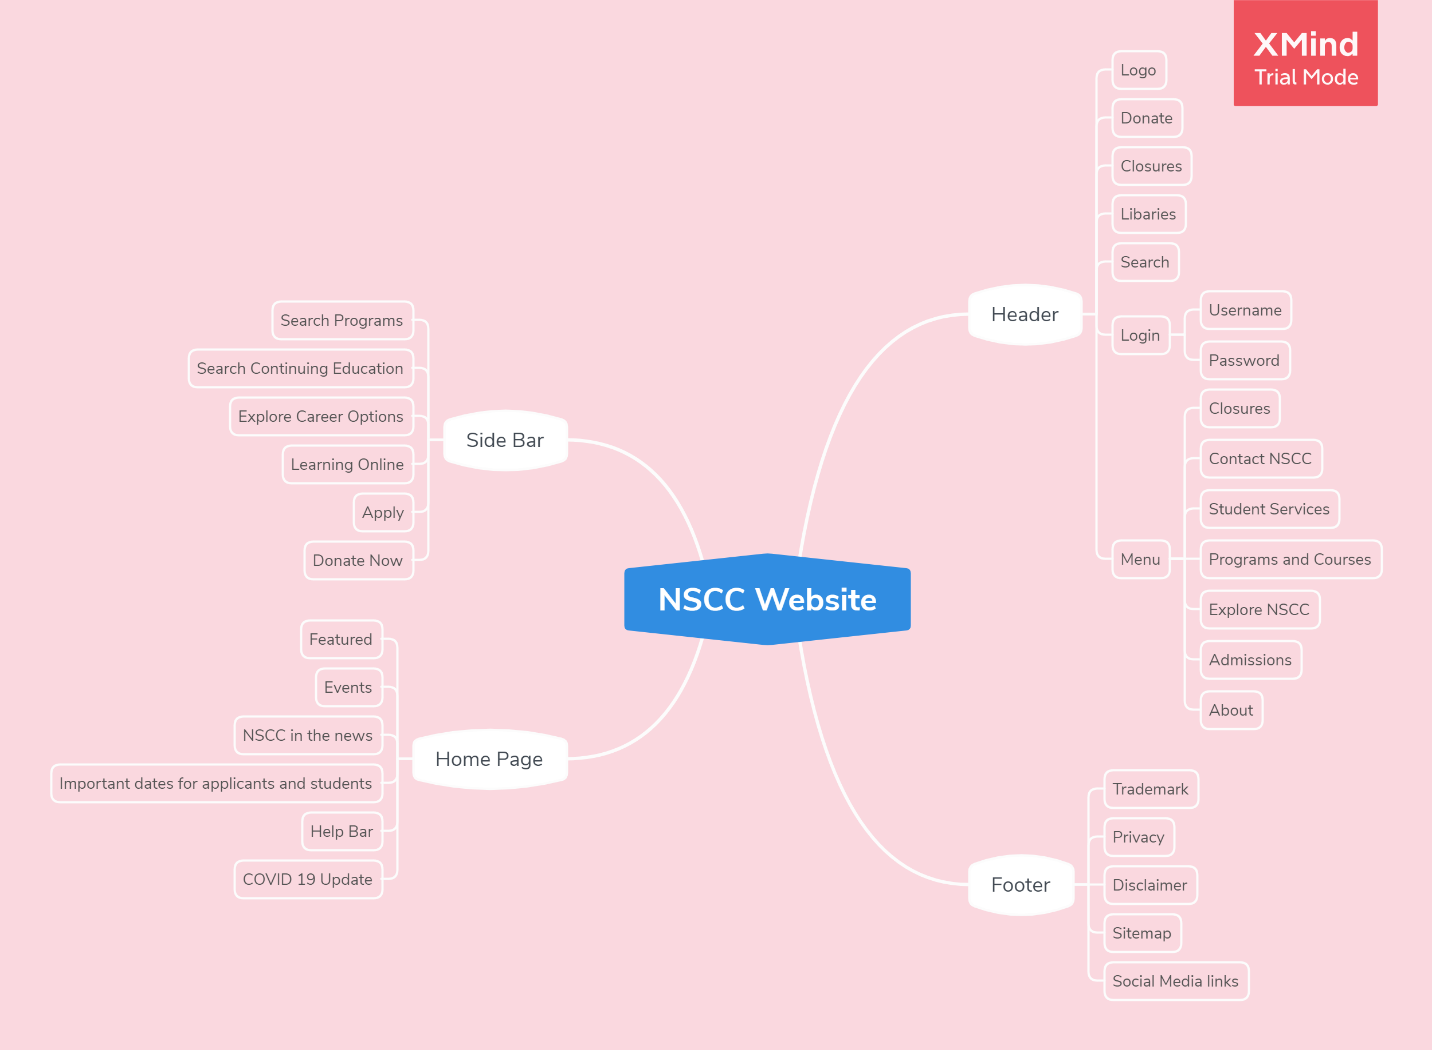 XMind
Trial Mode
NSCC Website
Header
Logo
Donate
Closures
Libaries
Search
Login
Username
Password
Menu
Closures
Contact NSCC
Student Services
Programs and Courses
Explore NSCC
Admissions
About
Footer
Trademark
Privacy
Disclaimer
Sitemap
Social Media links
Side Bar
Search Programs
Search Continuing Education
Explore Career Options
Learning Online
Apply
Donate Now
Home Page
Featured
Events
NSCC in the news
Important dates for applicants and students
Help Bar
COVID 19 Update